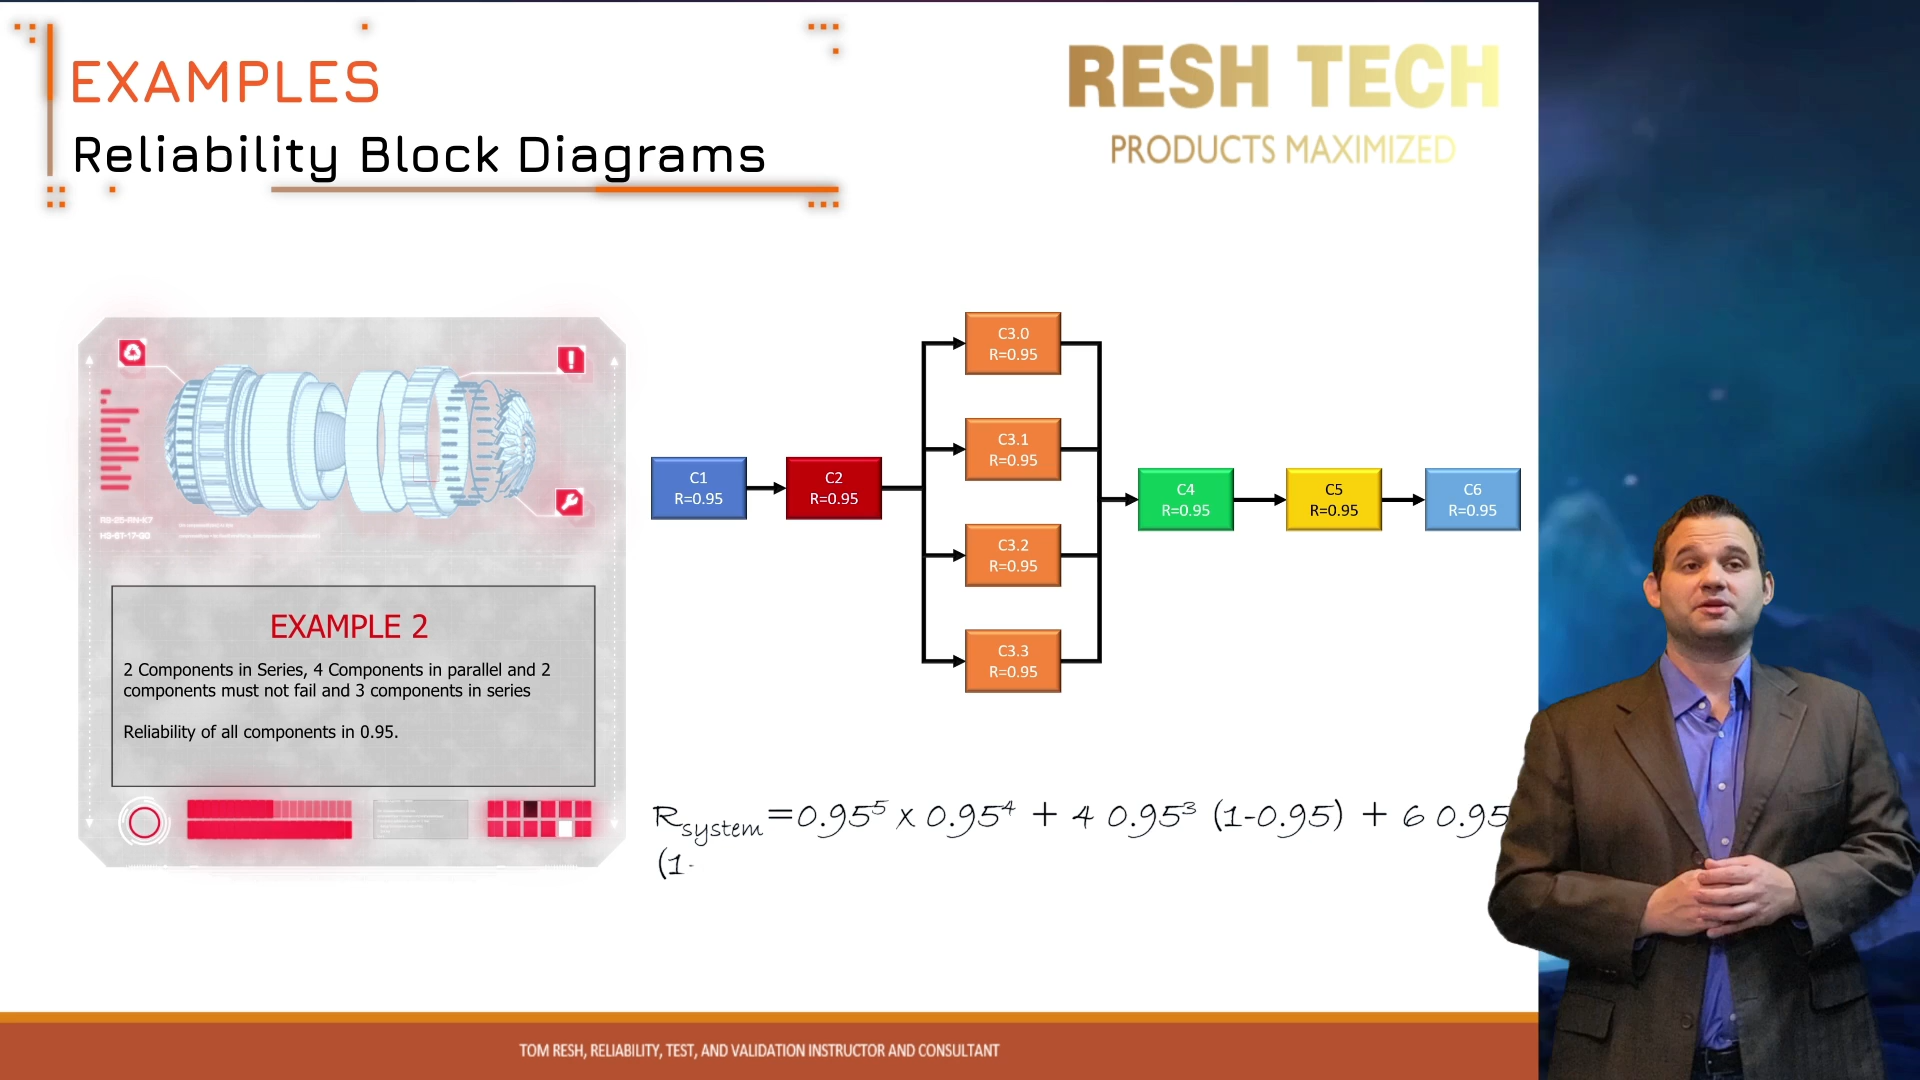 EXAMPLES
Reliability Block Diagrams
RESH TECH
PRODUCTS MAXIMIZED
C3.0
R=0.95
C3.1
R=0.95
C1
R=0.95
C2
R=0.95
C4
R=0.95
C5
R=0.95
C6
R=0.95
C3.2
R=0.95
C3.3
R=0.95
EXAMPLE 2
2 Components in Series, 4 Components in parallel and 2
components must not fail and 3 components in series
Reliability of all components in 0.95.
R_system = 0.95⁵ x 0.95⁴ + 4 0.95³ (1-0.95) + 6 0.95
(1-
TOM RESH, RELIABILITY, TEST, AND VALIDATION INSTRUCTOR AND CONSULTANT